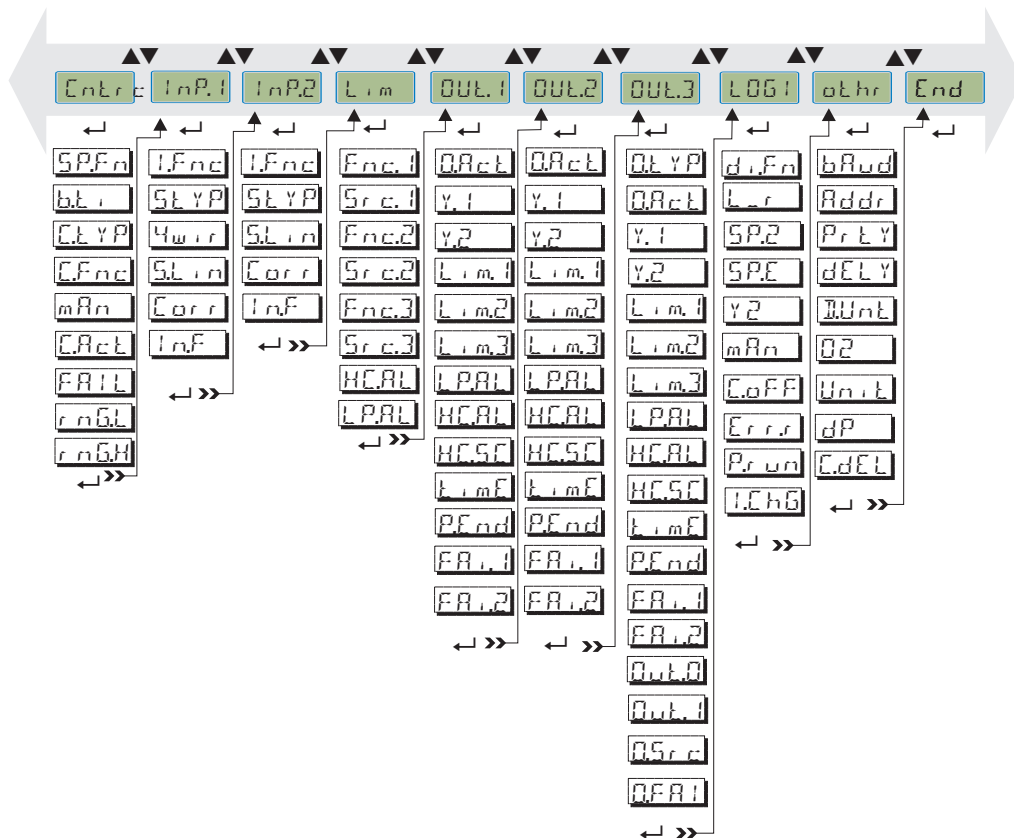 Cntr InP.1 InP.2 Lim OUt.1 OUt.2 OUt.3 LOGI othr End
c
SP.Fn
b.ti
C.tYP
C.Fnc
mAn
C.Act
FAIL
rnG.L
rnG.H
I.Fnc
StYP
4wir
S.Lin
Corr
In.F
I.Fnc
StYP
S.Lin
Corr
In.F
Fnc.1
Src.1
Fnc.2
Src.2
Fnc.3
Src.3
HC.AL
LP.AL
O.Act
Y.1
Y.2
Lim.1
Lim.2
Lim.3
LP.AL
HC.AL
HC.SC
timE
P.End
FAi.1
FAi.2
O.Act
Y.1
Y.2
Lim.1
Lim.2
Lim.3
LP.AL
HC.AL
HC.SC
timE
P.End
FAi.1
FAi.2
O.tYP
O.Act
Y.1
Y.2
Lim.1
Lim.2
Lim.3
LP.AL
HC.AL
HC.SC
timE
P.End
FAi.1
FAi.2
Out.0
Out.1
O.Src
O.FAI
di.Fn
L_r
SP.2
SP.E
Y2
mAn
C.oFF
Err.r
P.run
I.ChG
bAud
Addr
PrtY
dELY
D.Unt
O2
Unit
dP
C.dEL